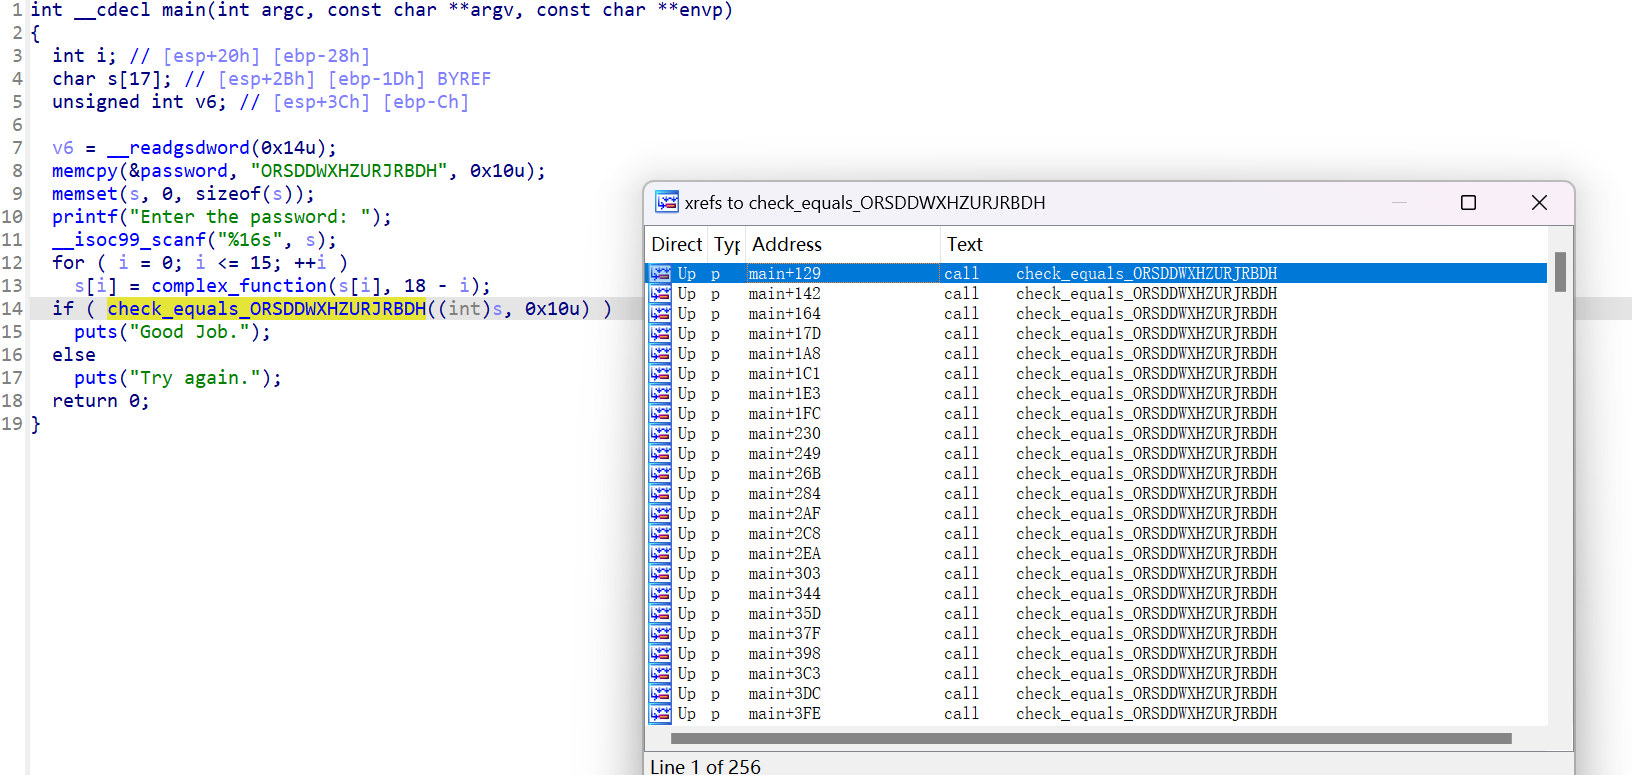 1 int __cdecl main(int argc, const char **argv, const char **envp)
2 {
3 int i; // [esp+20h] [ebp-28h]
4 char s[17]; // [esp+2Bh] [ebp-1Dh] BYREF
5 unsigned int v6; // [esp+3Ch] [ebp-Ch]
6
7 v6 = __readgsdword(0x14u);
8 memcpy(&password, "ORSDDWXHZURJRBDH", 0x10u);
9 memset(s, 0, sizeof(s));
10 printf("Enter the password: ");
11 __isoc99_scanf("%16s", s);
12 for ( i = 0; i <= 15; ++i )
13 s[i] = complex_function(s[i], 18 - i);
14 if ( check_equals_ORSDDWXHZURJRBDH((int)s, 0x10u) )
15 puts("Good Job.");
16 else
17 puts("Try again.");
18 return 0;
19 }
xrefs to check_equals_ORSDDWXHZURJRBDH
Direct Typ Address Text
Up p main+129 call check_equals_ORSDDWXHZURJRBDH
Up p main+142 call check_equals_ORSDDWXHZURJRBDH
Up p main+164 call check_equals_ORSDDWXHZURJRBDH
Up p main+17D call check_equals_ORSDDWXHZURJRBDH
Up p main+1A8 call check_equals_ORSDDWXHZURJRBDH
Up p main+1C1 call check_equals_ORSDDWXHZURJRBDH
Up p main+1E3 call check_equals_ORSDDWXHZURJRBDH
Up p main+1FC call check_equals_ORSDDWXHZURJRBDH
Up p main+230 call check_equals_ORSDDWXHZURJRBDH
Up p main+249 call check_equals_ORSDDWXHZURJRBDH
Up p main+26B call check_equals_ORSDDWXHZURJRBDH
Up p main+284 call check_equals_ORSDDWXHZURJRBDH
Up p main+2AF call check_equals_ORSDDWXHZURJRBDH
Up p main+2C8 call check_equals_ORSDDWXHZURJRBDH
Up p main+2EA call check_equals_ORSDDWXHZURJRBDH
Up p main+303 call check_equals_ORSDDWXHZURJRBDH
Up p main+344 call check_equals_ORSDDWXHZURJRBDH
Up p main+35D call check_equals_ORSDDWXHZURJRBDH
Up p main+37F call check_equals_ORSDDWXHZURJRBDH
Up p main+398 call check_equals_ORSDDWXHZURJRBDH
Up p main+3C3 call check_equals_ORSDDWXHZURJRBDH
Up p main+3DC call check_equals_ORSDDWXHZURJRBDH
Up p main+3FE call check_equals_ORSDDWXHZURJRBDH
Line 1 of 256